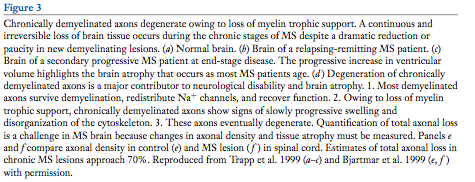 Figure 3
Chronically demyelinated axons degenerate owing to loss of myelin trophic support. A continuous and
irreversible loss of brain tissue occurs during the chronic stages of MS despite a dramatic reduction or
paucity in new demyelinating lesions. (a) Normal brain. (b) Brain of a relapsing-remitting MS patient. (c)
Brain of a secondary progressive MS patient at end-stage disease. The progressive increase in ventricular
volume highlights the brain atrophy that occurs as most MS patients age. (d) Degeneration of chronically
demyelinated axons is a major contributor to neurological disability and brain atrophy. 1. Most demyelinated
axons survive demyelination, redistribute Na⁺ channels, and recover function. 2. Owing to loss of myelin
trophic support, chronically demyelinated axons show signs of slowly progressive swelling and
disorganization of the cytoskeleton. 3. These axons eventually degenerate. Quantification of total axonal loss
is a challenge in MS brain because changes in axonal density and tissue atrophy must be measured. Panels e
and f compare axonal density in control (e) and MS lesion (f) in spinal cord. Estimates of total axonal loss in
chronic MS lesions approach 70%. Reproduced from Trapp et al. 1999 (a–c) and Bjartmar et al. 1999 (e, f)
with permission.